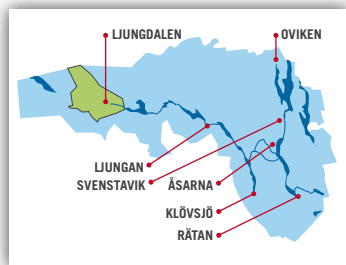 LJUNGDALEN
OVIKEN
LJUNGAN
SVENSTAVIK
ÅSARNA
KLÖVSJÖ
RÄTAN